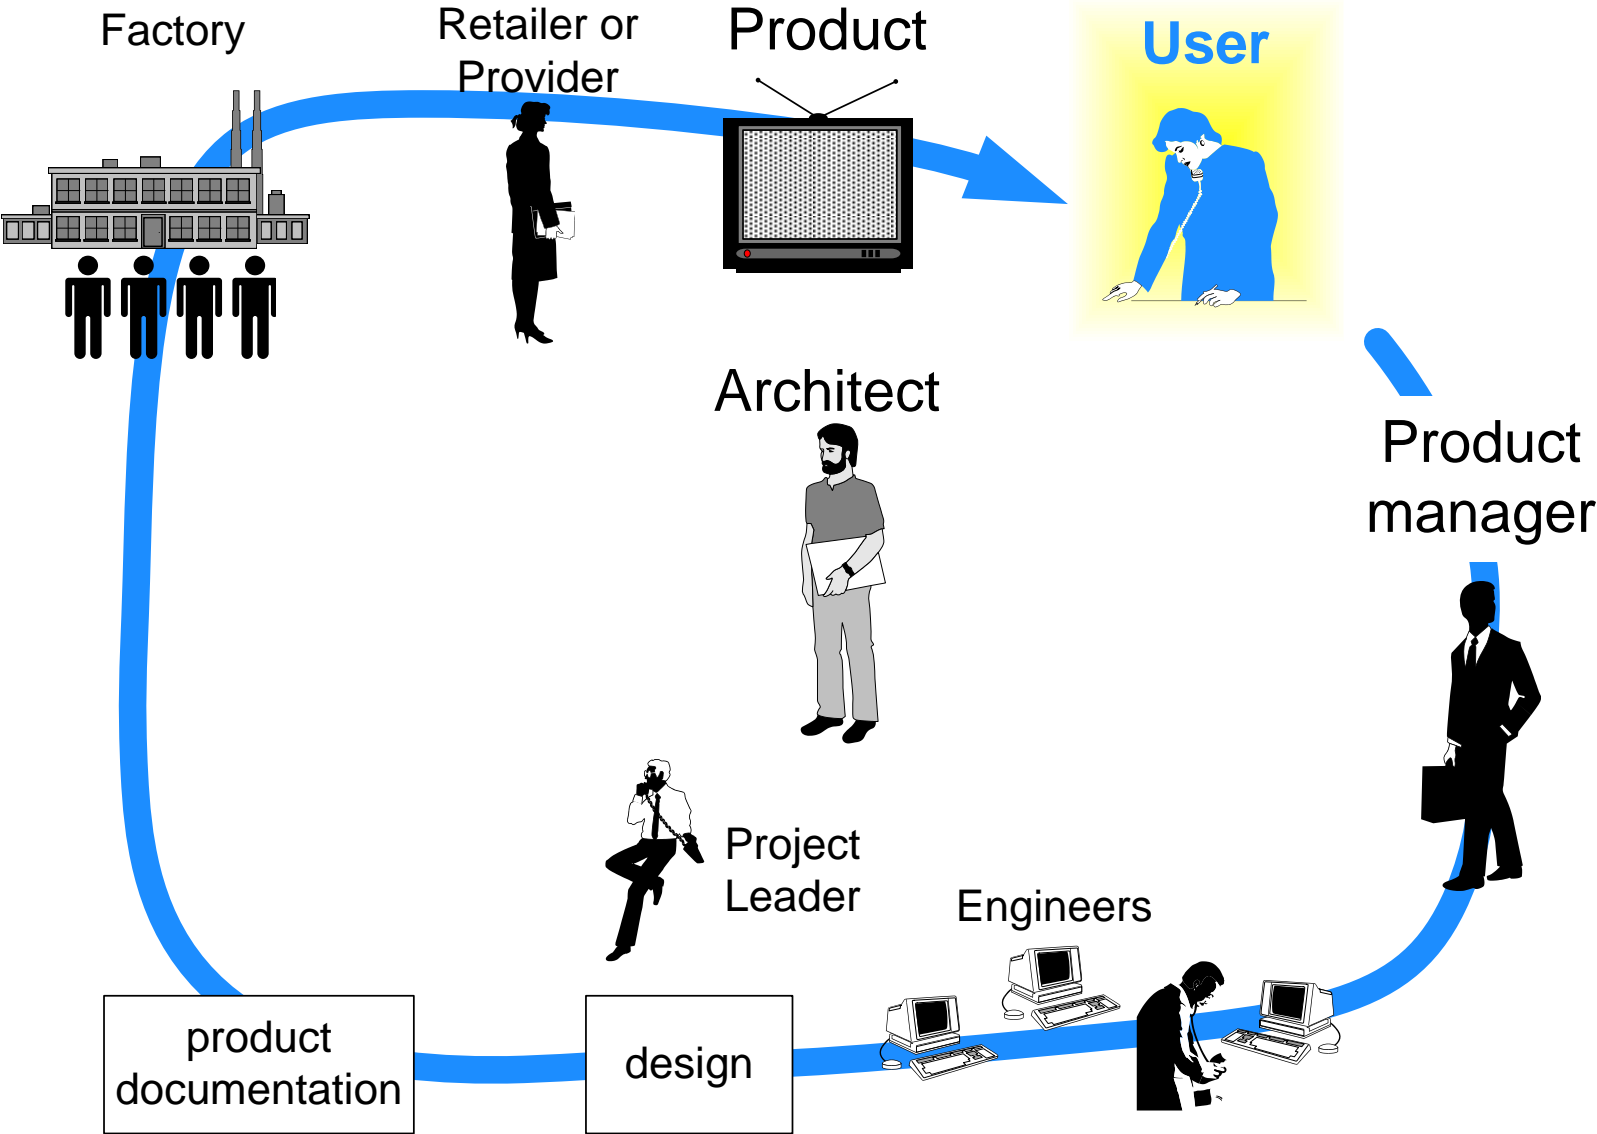 Factory
Retailer or
Provider
Product
User
Architect
Product
manager
Project
Leader
Engineers
product
documentation
design